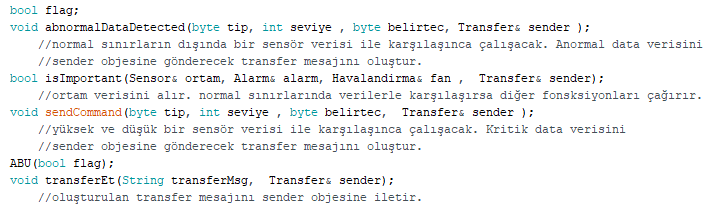 bool flag;
void abnormalDataDetected(byte tip, int seviye , byte belirtec, Transfer& sender );
//normal sınırların dışında bir sensör verisi ile karşılaşınca çalışacak. Anormal data verisini
//sender objesine gönderecek transfer mesajını oluştur.
bool isImportant(Sensor& ortam, Alarm& alarm, Havalandirma& fan ,  Transfer& sender);
//ortam verisini alır. normal sınırlarında verilerle karşılaşırsa diğer fonsksiyonları çağırır.
void sendCommand(byte tip, int seviye , byte belirtec,  Transfer& sender );
//yüksek ve düşük bir sensör verisi ile karşılaşınca çalışacak. Kritik data verisini
//sender objesine gönderecek transfer mesajını oluştur.
ABU(bool flag);
void transferEt(String transferMsg,  Transfer& sender);
//oluşturulan transfer mesajını sender objesine iletir.